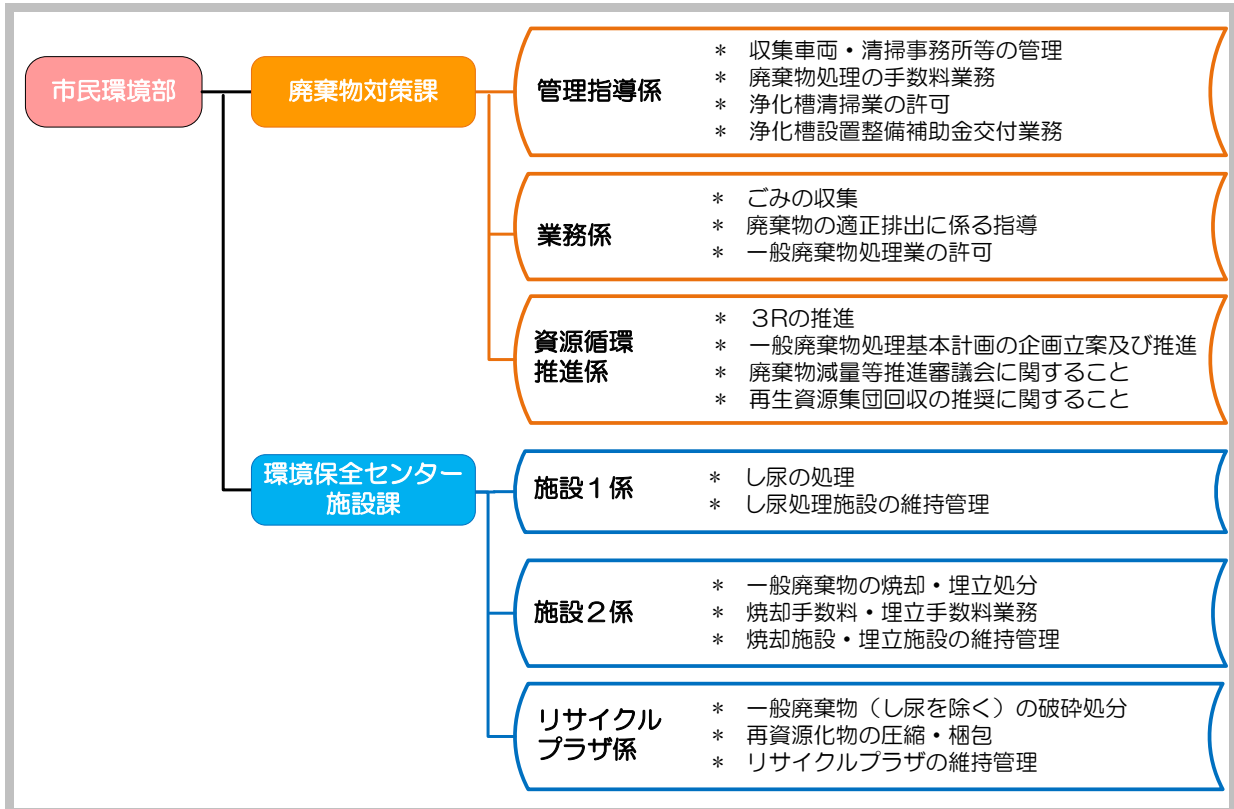 市民環境部
廃棄物対策課
管理指導係
* 収集車両・清掃事務所等の管理
* 廃棄物処理の手数料業務
* 浄化槽清掃業の許可
* 浄化槽設置整備補助金交付業務
業務係
* ごみの収集
* 廃棄物の適正排出に係る指導
* 一般廃棄物処理業の許可
資源循環
推進係
* 3Rの推進
* 一般廃棄物処理基本計画の企画立案及び推進
* 廃棄物減量等推進審議会に関すること
* 再生資源集団回収の推奨に関すること
環境保全センター
施設課
施設1係
* し尿の処理
* し尿処理施設の維持管理
施設2係
* 一般廃棄物の焼却・埋立処分
* 焼却手数料・埋立手数料業務
* 焼却施設・埋立施設の維持管理
リサイクル
プラザ係
* 一般廃棄物（し尿を除く）の破砕処分
* 再資源化物の圧縮・梱包
* リサイクルプラザの維持管理